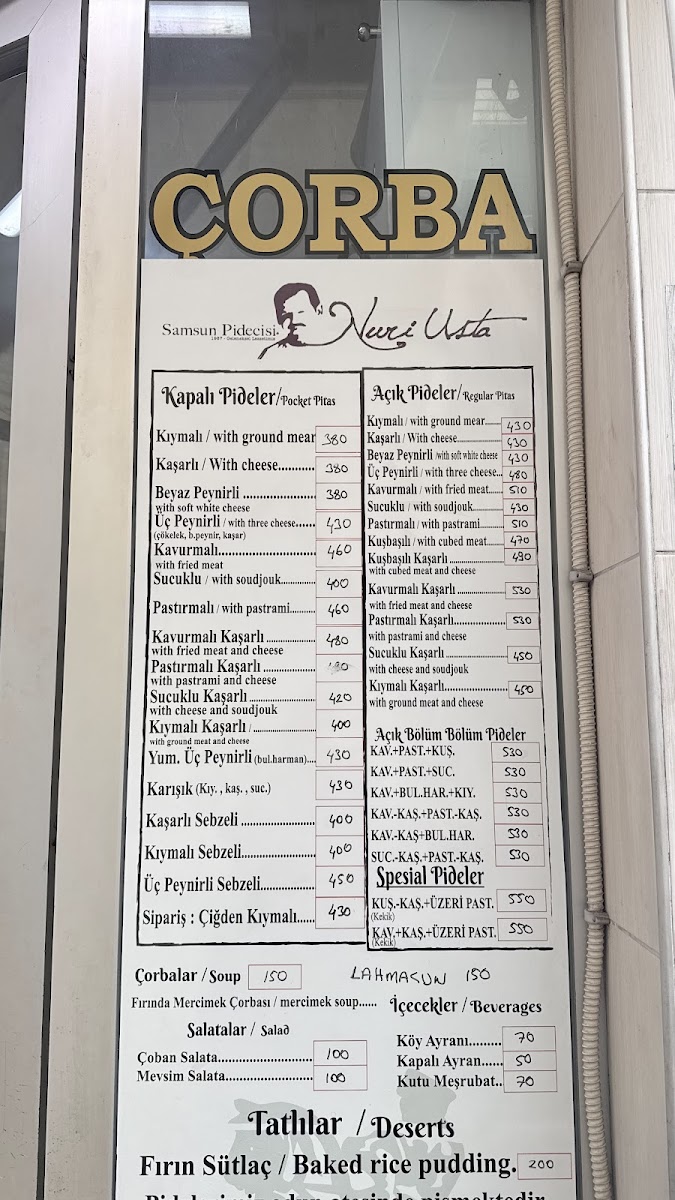 ÇORBA
Samsun Pidecisi
Nuri Usta
Kapalı Pideler/Pocket Pitas
Kıymalı / with ground mear 380
Kaşarlı / With cheese........... 380
Beyaz Peynirli ...................... 380
with soft white cheese
Üç Peynirli / with three cheese...... 430
(çökelek, b.peynir, kaşar)
Kavurmalı............................. 460
with fried meat
Sucuklu / with soudjouk............... 400
Pastırmalı / with pastrami........... 460
Kavurmalı Kaşarlı .................. 480
with fried meat and cheese
Pastırmalı Kaşarlı ..................
with pastrami and cheese
Sucuklu Kaşarlı ...................... 420
with cheese and soudjouk
Kıymalı Kaşarlı /..................... 400
with ground meat and cheese
Yum. Üç Peynirli (bul.harman).... 430
Karışık (Kıy. , kaş. , suc.) 430
Kaşarlı Sebzeli ...................... 400
Kıymalı Sebzeli...................... 400
Üç Peynirli Sebzeli................. 450
Sipariş : Çiğden Kıymalı...... 430
Açık Pideler/Regular Pitas
Kıymalı / with ground mear...... 430
Kaşarlı / With cheese............. 430
Beyaz Peynirli /with soft white cheese 430
Üç Peynirli / with three cheese... 480
Kavurmalı / with fried meat...... 510
Sucuklu / with soudjouk.......... 430
Pastırmalı / with pastrami........ 510
Kuşbaşılı / with cubed meat..... 470
Kuşbaşılı Kaşarlı .................. 490
with cubed meat and cheese
Kavurmalı Kaşarlı ................. 530
with fried meat and cheese
Pastırmalı Kaşarlı.................. 530
with pastrami and cheese
Sucuklu Kaşarlı .................... 450
with cheese and soudjouk
Kıymalı Kaşarlı..................... 450
with ground meat and cheese
Açık Bölüm Bölüm Pideler
KAV.+PAST.+KUŞ. 530
KAV.+PAST.+SUC. 530
KAV.+BUL.HAR.+KIY. 530
KAV.-KAŞ.+PAST.-KAŞ. 530
KAV.-KAŞ+BUL.HAR. 530
SUC.-KAŞ.+PAST.-KAŞ. 530
Spesial Pideler
KUŞ.-KAŞ.+ÜZERİ PAST. 550
(Kekik)
KAV.+KAŞ.+ÜZERİ PAST. 550
(Kekik)
Çorbalar / Soup 150
LAHMACUN 150
Fırında Mercimek Çorbası / mercimek soup......
Salatalar / Salad
Çoban Salata........................ 100
Mevsim Salata...................... 100
İçecekler / Beverages
Köy Ayranı......... 70
Kapalı Ayran...... 50
Kutu Meşrubat.. 70
Tatlılar / Deserts
Fırın Sütlaç / Baked rice pudding. 200